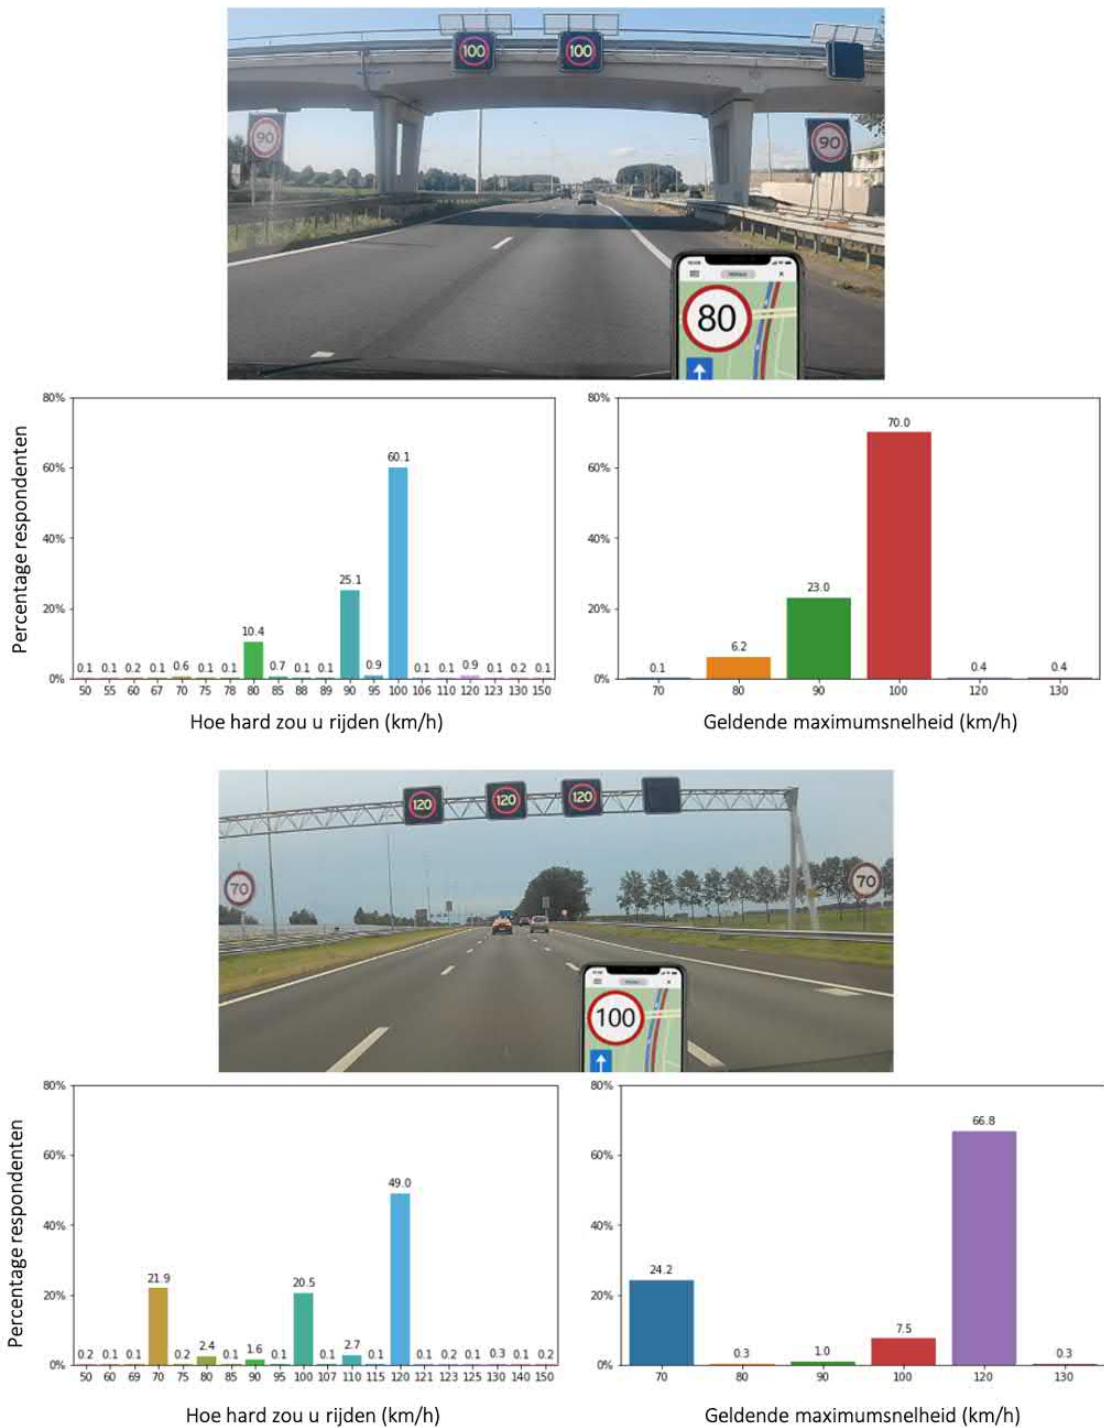 100 100
90 90
80
80% 80%
60% 60%
40% 40%
20% 20%
0% 0%
Percentage respondenten
0.1 0.1 0.2 0.1 0.6 0.1 0.1 10.4 0.7 0.1 0.1 25.1 0.9 60.1 0.1 0.1 0.9 0.1 0.2 0.1
50 55 60 67 70 75 78 80 85 88 89 90 95 100 106 110 120 123 130 150
Hoe hard zou u rijden (km/h)
0.1 6.2 23.0 70.0 0.4 0.4
70 80 90 100 120 130
Geldende maximumsnelheid (km/h)
120 120 120
70 70
100
80% 80%
60% 60%
40% 40%
20% 20%
0% 0%
Percentage respondenten
0.2 0.1 0.1 21.9 0.2 2.4 0.1 1.6 0.1 20.5 0.1 2.7 0.1 49.0 0.1 0.2 0.1 0.3 0.1 0.2
50 60 69 70 75 80 85 90 95 100 107 110 115 120 121 123 125 130 140 150
Hoe hard zou u rijden (km/h)
24.2 0.3 1.0 7.5 66.8 0.3
70 80 90 100 120 130
Geldende maximumsnelheid (km/h)